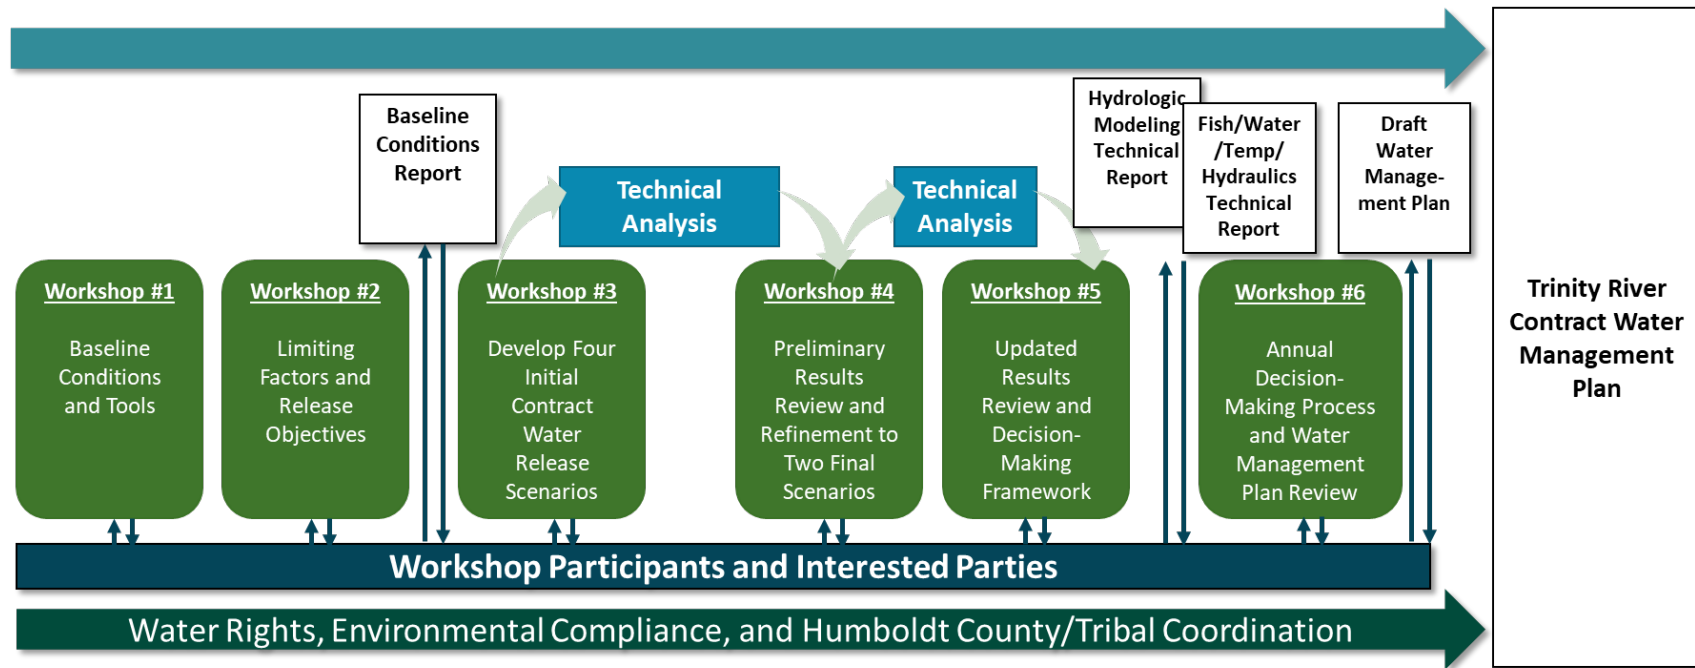 Baseline
Conditions
Report
Technical
Analysis
Technical
Analysis
Hydrologic
Modeling
Technical
Report
Fish/Water
/Temp/
Hydraulics
Technical
Report
Draft
Water
Manage-
ment Plan
Workshop #1
Baseline
Conditions
and Tools
Workshop #2
Limiting
Factors and
Release
Objectives
Workshop #3
Develop Four
Initial
Contract
Water
Release
Scenarios
Workshop #4
Preliminary
Results
Review and
Refinement to
Two Final
Scenarios
Workshop #5
Updated
Results
Review and
Decision-
Making
Framework
Workshop #6
Annual
Decision-
Making Process
and Water
Management
Plan Review
Trinity River
Contract Water
Management
Plan
Workshop Participants and Interested Parties
Water Rights, Environmental Compliance, and Humboldt County/Tribal Coordination